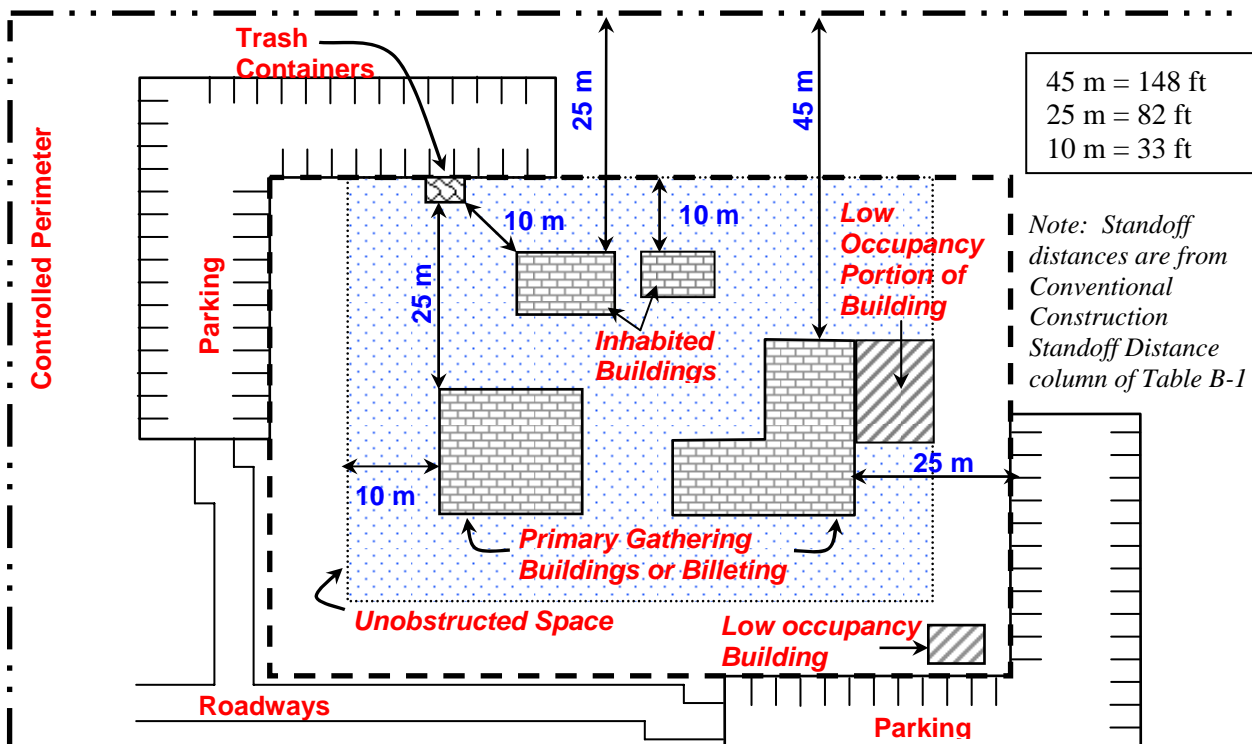 Trash
Containers
Controlled Perimeter
Parking
25 m
45 m
45 m = 148 ft
25 m = 82 ft
10 m = 33 ft
10 m
10 m
Low
Occupancy
Portion of
Building
Note: Standoff
distances are from
Conventional
Construction
Standoff Distance
column of Table B-1
25 m
Inhabited
Buildings
10 m
25 m
Primary Gathering
Buildings or Billeting
Unobstructed Space
Low occupancy
Building
Roadways
Parking